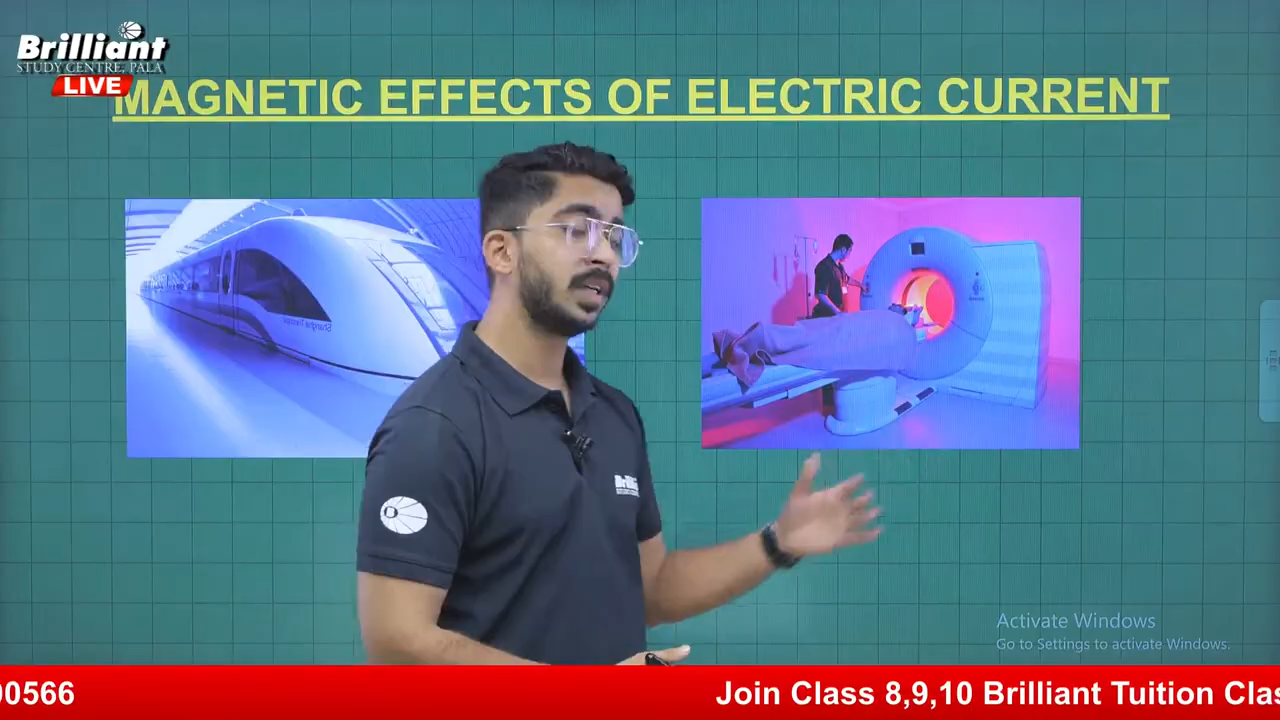 Brilliant
STUDY CENTRE, PALA
LIVE
MAGNETIC EFFECTS OF ELECTRIC CURRENT
Activate Windows
Go to Settings to activate Windows.
00566
Join Class 8,9,10 Brilliant Tuition Clas